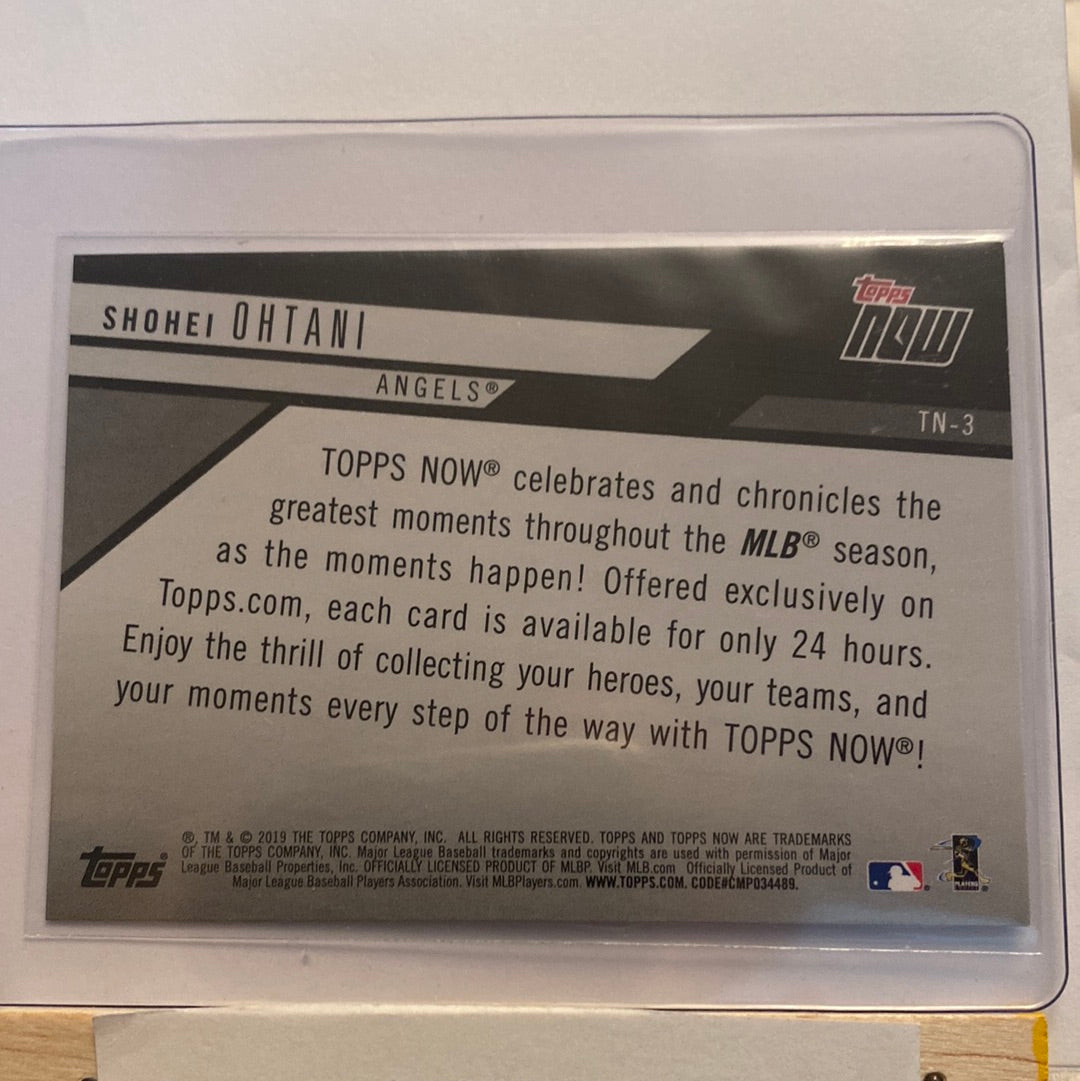 SHOHEI OHTANI
ANGELS®
topps
NOW
TN-3
TOPPS NOW® celebrates and chronicles the
greatest moments throughout the MLB® season,
as the moments happen! Offered exclusively on
Topps.com, each card is available for only 24 hours.
Enjoy the thrill of collecting your heroes, your teams, and
your moments every step of the way with TOPPS NOW®!
topps®
®, TM & © 2019 THE TOPPS COMPANY, INC. ALL RIGHTS RESERVED. TOPPS AND TOPPS NOW ARE TRADEMARKS
OF THE TOPPS COMPANY, INC. Major League Baseball trademarks and copyrights are used with permission of Major
League Baseball Properties, Inc. OFFICIALLY LICENSED PRODUCT OF MLBP. Visit MLB.com Officially Licensed Product of
Major League Baseball Players Association. Visit MLBPlayers.com. WWW.TOPPS.COM. CODE#CMP034489.
PLAYERS